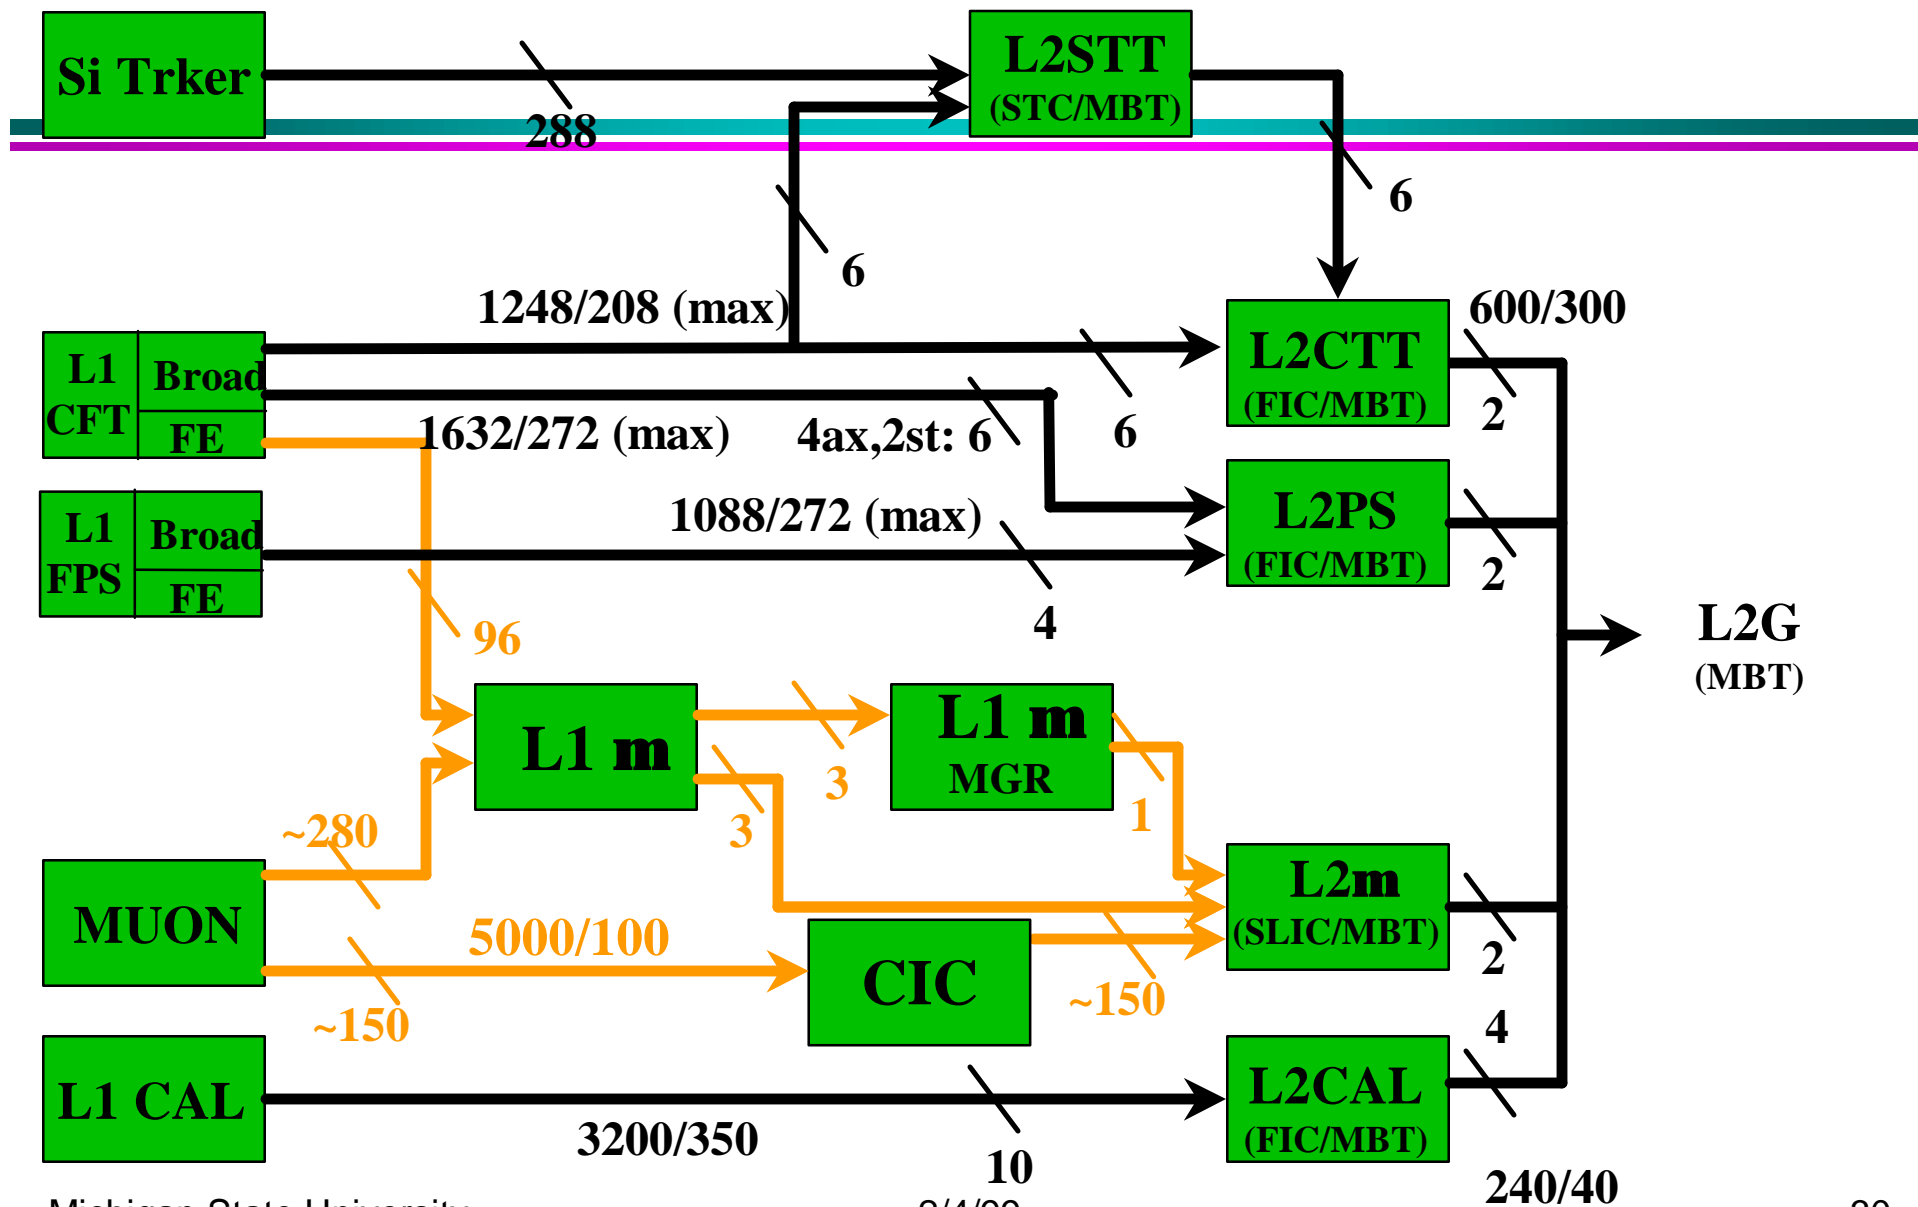 Si Trker
288
L2STT
(STC/MBT)
6
6
1248/208 (max)
L1
CFT
Broad
FE
1632/272 (max)
4ax,2st: 6
6
L2CTT
(FIC/MBT)
600/300
2
L1
FPS
Broad
FE
1088/272 (max)
4
L2PS
(FIC/MBT)
2
L2G
(MBT)
96
L1 m
3
3
L1 m
MGR
1
MUON
~280
~150
5000/100
CIC
~150
L2m
(SLIC/MBT)
2
L1 CAL
3200/350
10
L2CAL
(FIC/MBT)
4
240/40
Michigan State University